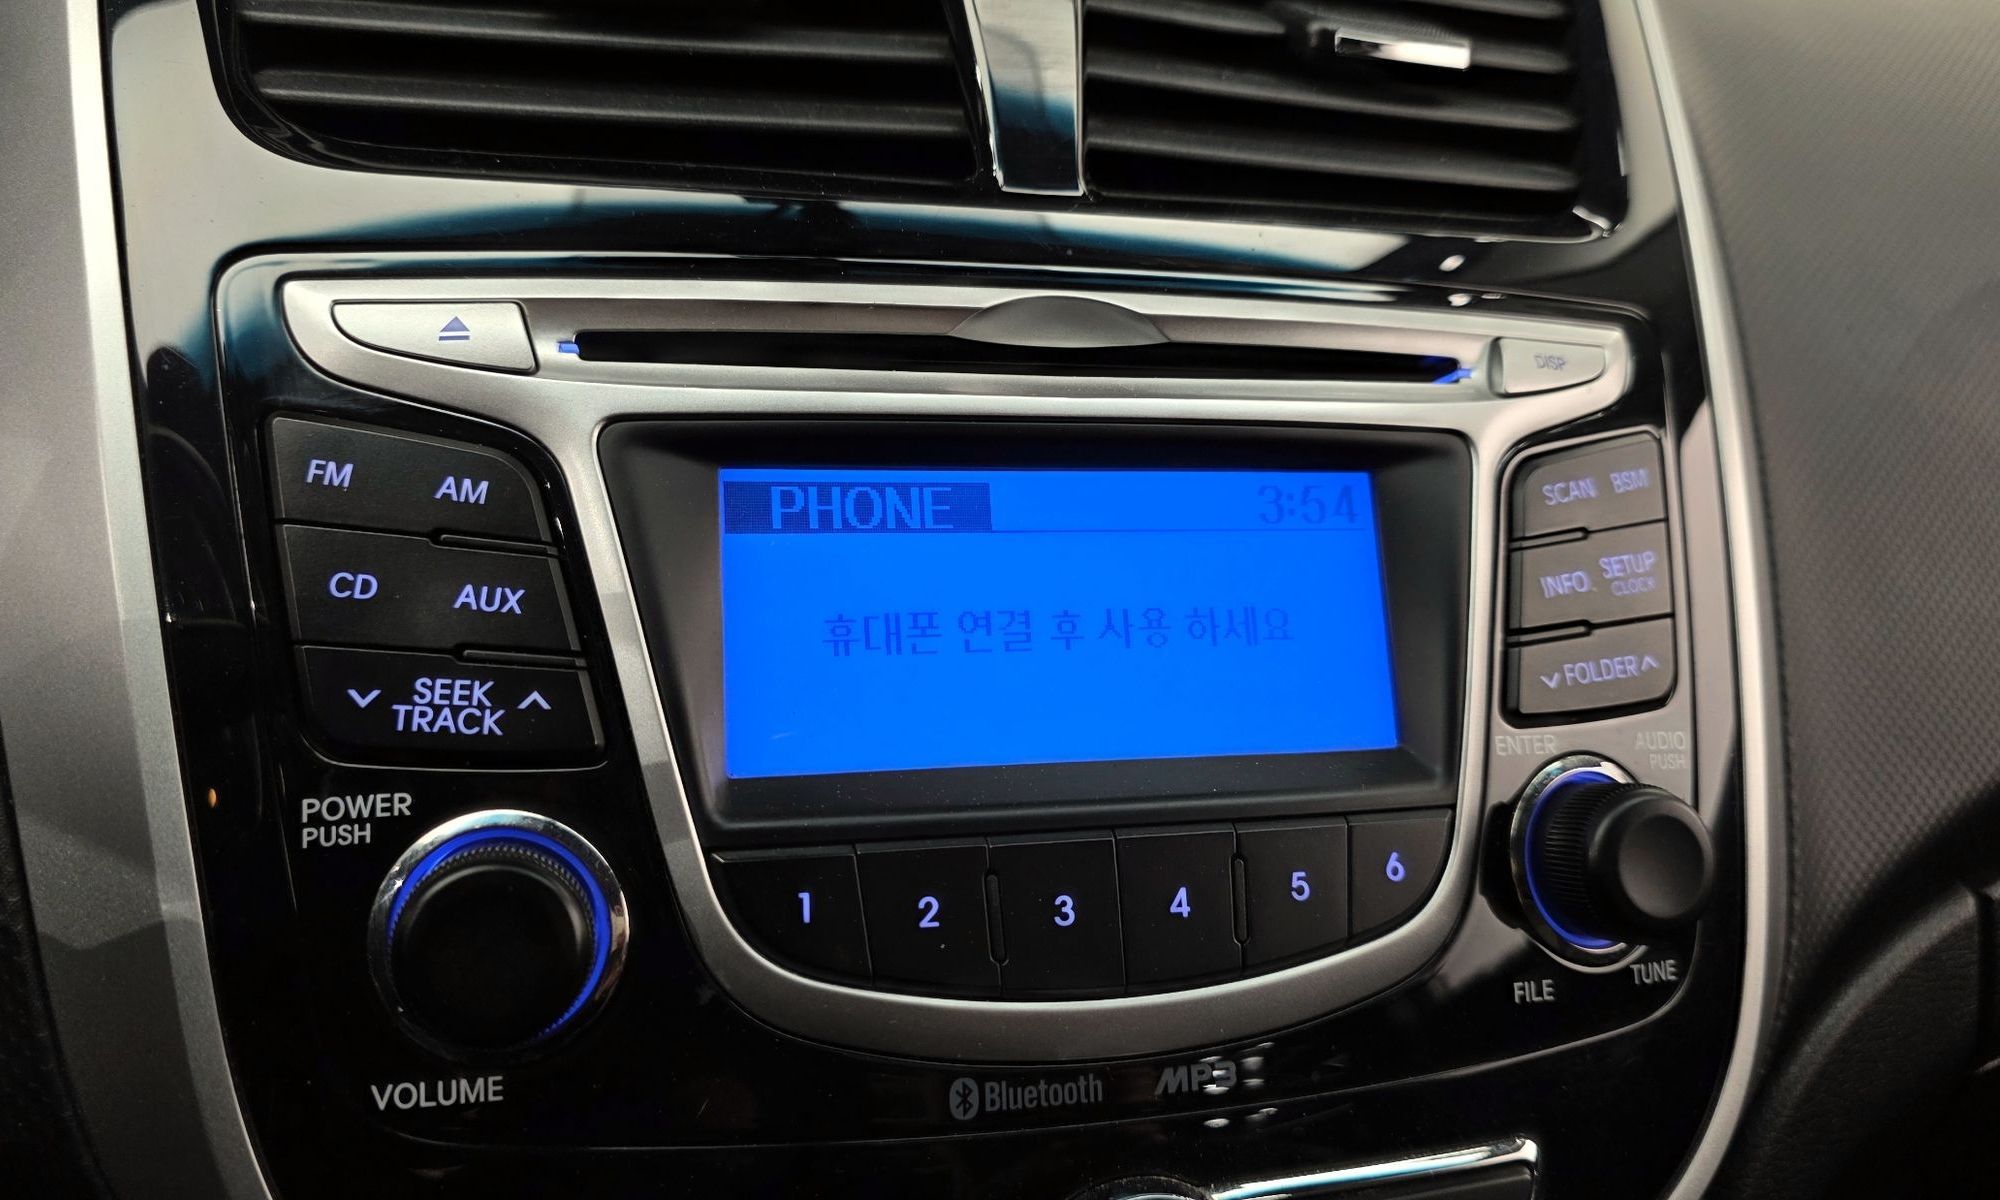 DISP
FM
AM
CD
AUX
SEEK
TRACK
POWER
PUSH
VOLUME
PHONE
3:54
휴대폰 연결 후 사용 하세요
1
2
3
4
5
6
SCAN
BSM
INFO
SETUP
CLOCK
FOLDER
ENTER
AUDIO
PUSH
FILE
TUNE
Bluetooth
MP3